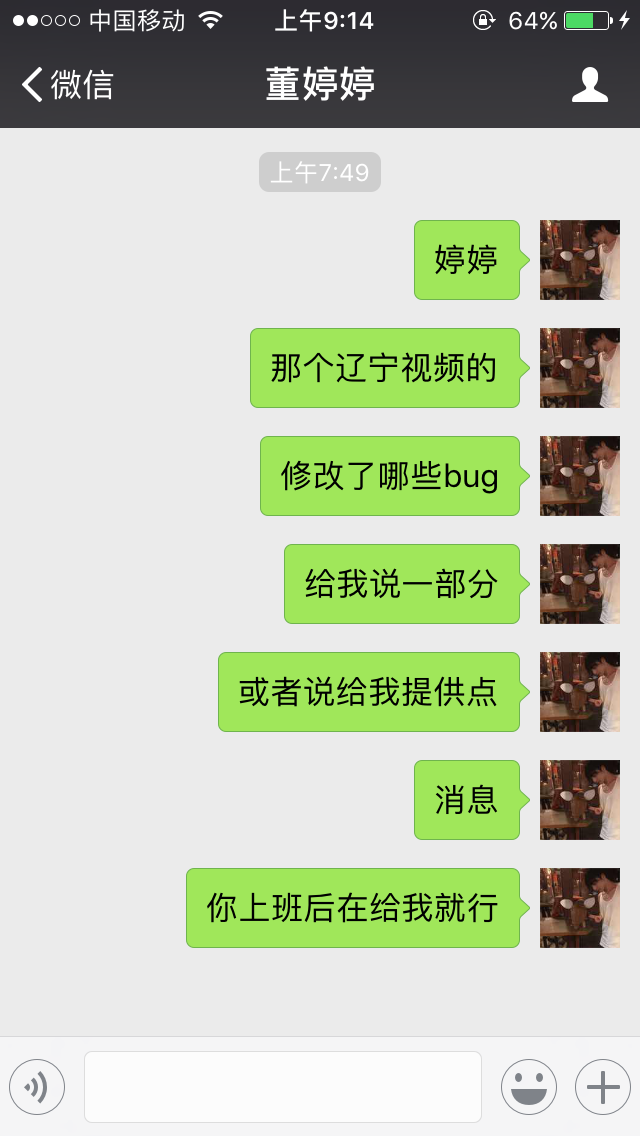 中国移动 上午9:14 64%
微信 董婷婷
上午7:49
婷婷
那个辽宁视频的
修改了哪些bug
给我说一部分
或者说给我提供点
消息
你上班后在给我就行